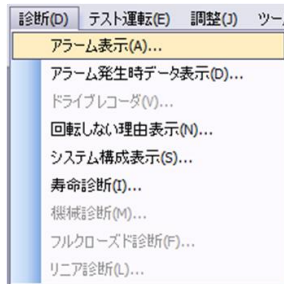 診断(D) テスト運転(E) 調整(J) ツー
アラーム表示(A)...
アラーム発生時データ表示(D)...
ドライブレコーダ(V)...
回転しない理由表示(N)...
システム構成表示(S)...
寿命診断(I)...
機械診断(M)...
フルクローズド診断(F)...
リニア診断(L)...